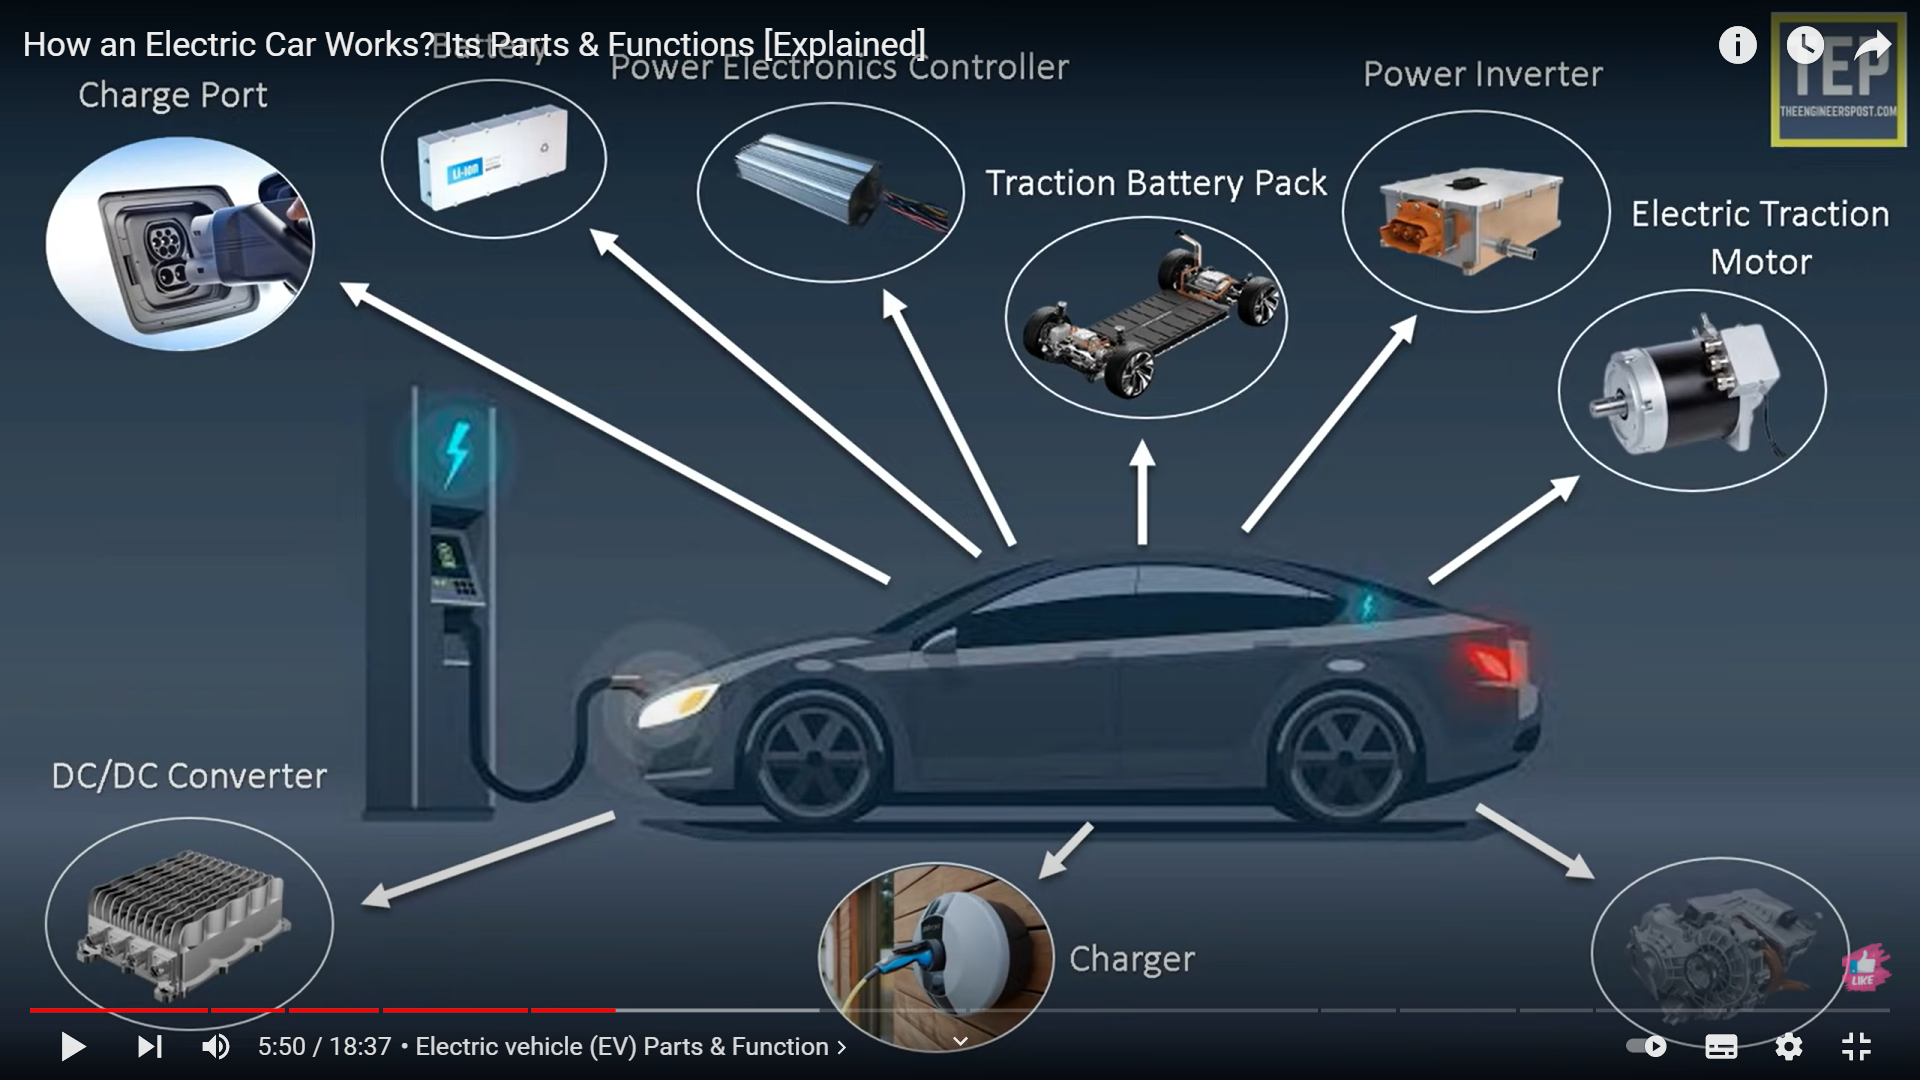 How an Electric Car Works? Its Parts & Functions [Explained]
Battery
Power Electronics Controller
Power Inverter
Charge Port
TEP
THEENGINEERSPOST.COM
Li-ion
Traction Battery Pack
Electric Traction
Motor
DC/DC Converter
Charger
LIKE
5:50 / 18:37 • Electric vehicle (EV) Parts & Function